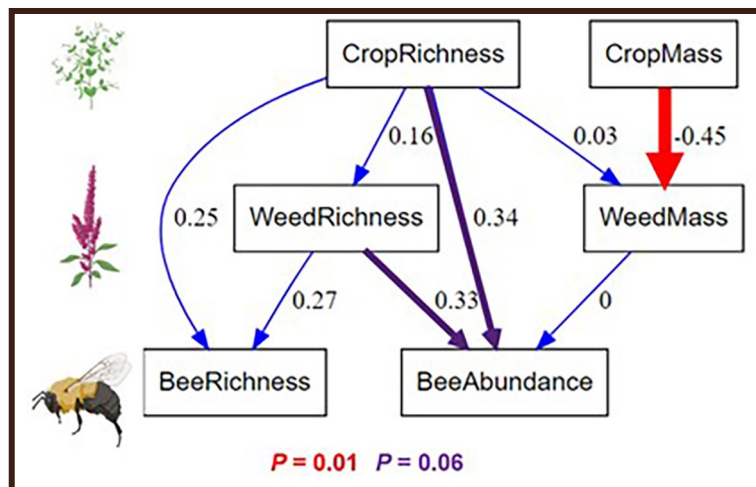 CropRichness
CropMass
0.16
0.03
-0.45
0.25
WeedRichness
0.34
WeedMass
0.27
0.33
0
BeeRichness
BeeAbundance
P = 0.01 P = 0.06